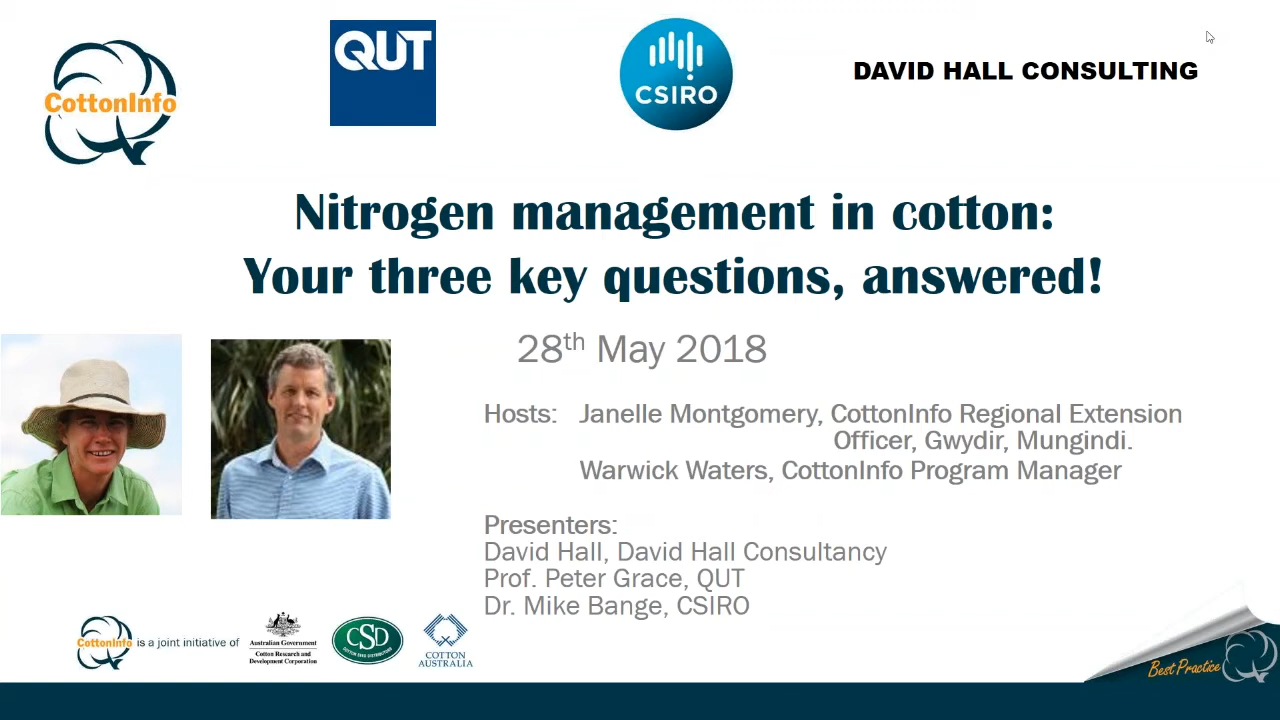 CottonInfo
QUT
CSIRO
DAVID HALL CONSULTING
Nitrogen management in cotton:
Your three key questions, answered!
28th May 2018
Hosts: Janelle Montgomery, CottonInfo Regional Extension
Officer, Gwydir, Mungindi.
Warwick Waters, CottonInfo Program Manager
Presenters:
David Hall, David Hall Consultancy
Prof. Peter Grace, QUT
Dr. Mike Bange, CSIRO
CottonInfo is a joint initiative of
Australian Government
Cotton Research and
Development Corporation
CSD
COTTON SEED DISTRIBUTORS
COTTON
AUSTRALIA
Best Practice